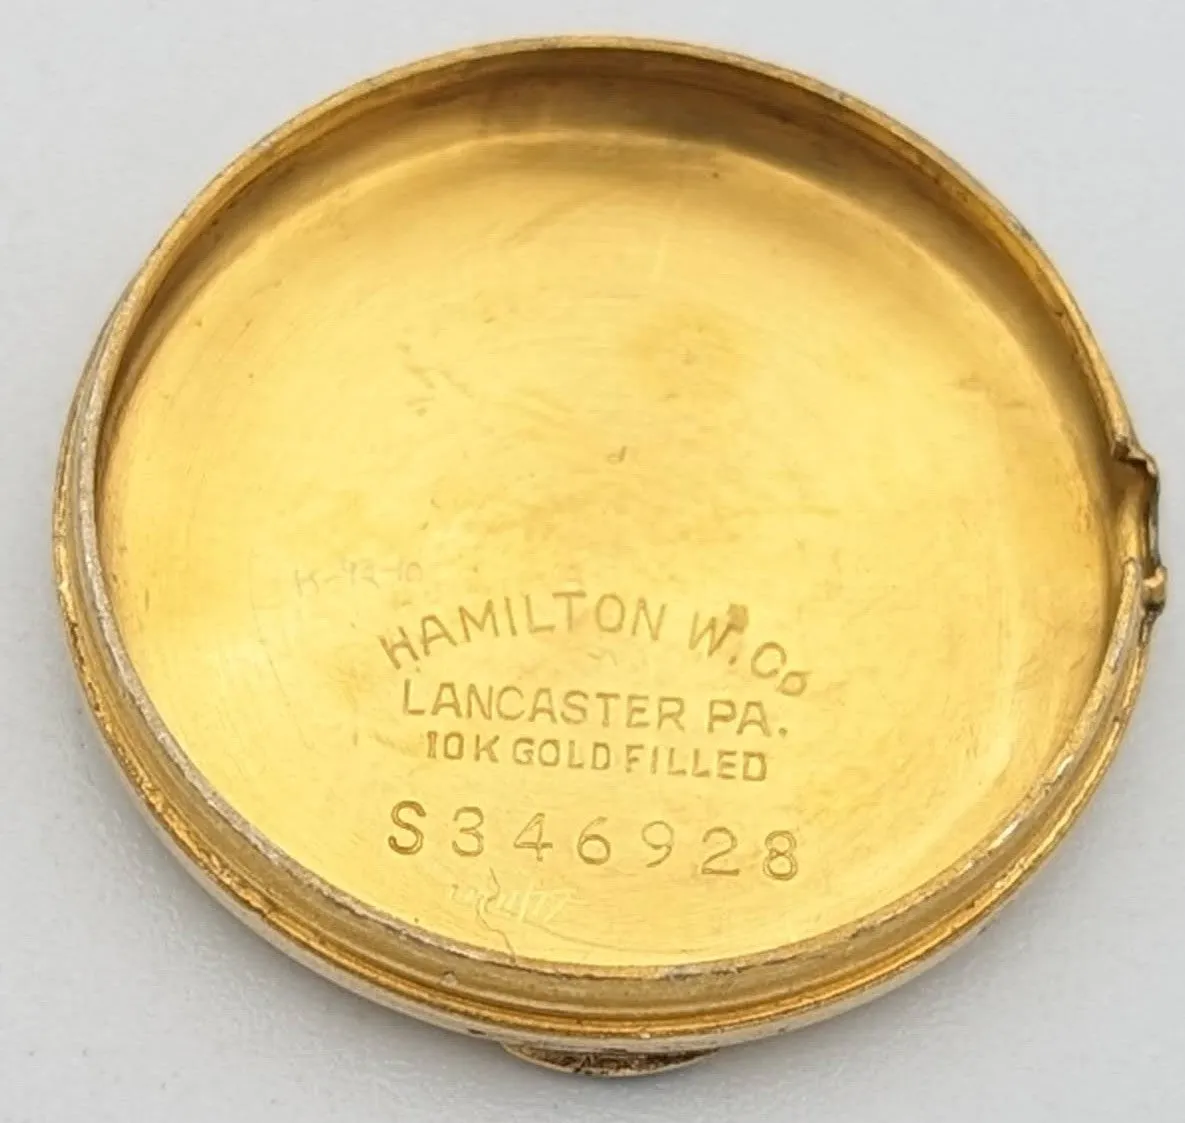 HAMILTON W. Co
LANCASTER PA.
10K GOLD FILLED
S346928